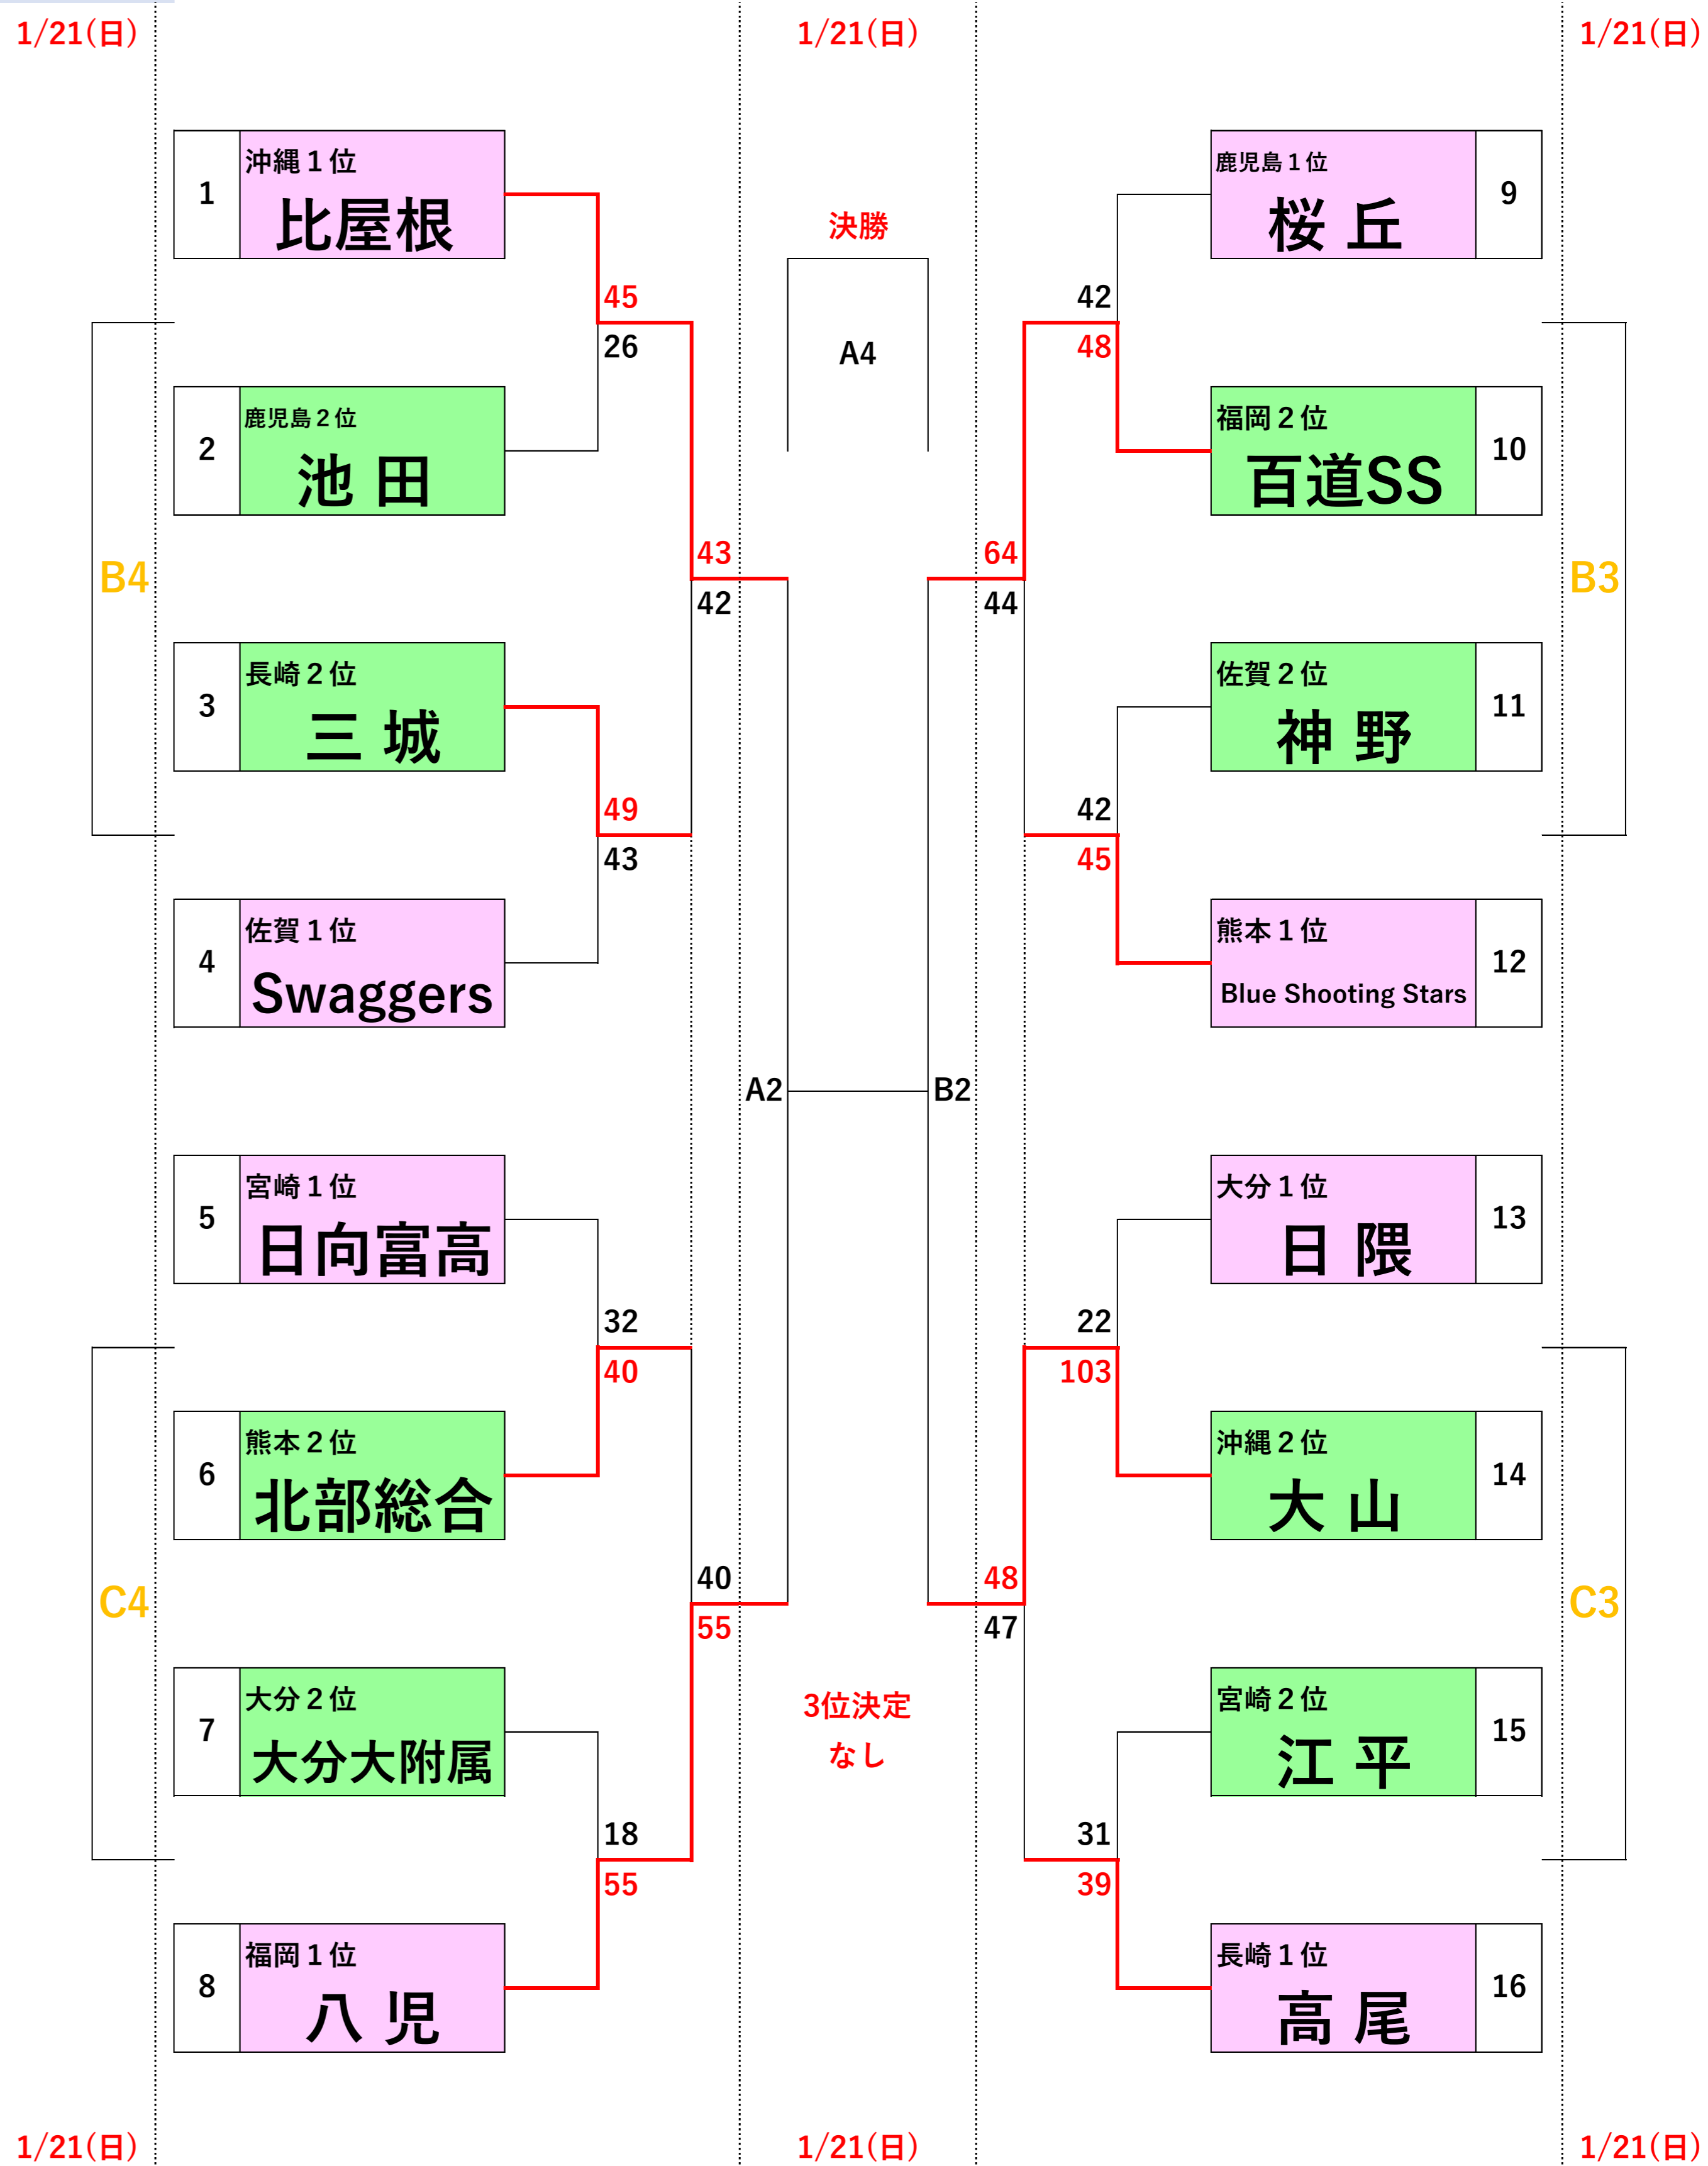 1/21(日)
1/21(日)
1/21(日)
1
沖縄１位
比屋根
45
26
2
鹿児島２位
池 田
B4
43
42
3
長崎２位
三 城
49
43
4
佐賀１位
Swaggers
5
宮崎１位
日向富高
32
40
6
熊本２位
北部総合
C4
40
55
7
大分２位
大分大附属
18
55
8
福岡１位
八 児
決勝
A4
A2
B2
3位決定
なし
鹿児島１位
桜 丘
9
42
48
福岡２位
百道SS
10
64
44
B3
佐賀２位
神 野
11
42
45
熊本１位
Blue Shooting Stars
12
大分１位
日 隈
13
22
103
沖縄２位
大 山
14
48
47
C3
宮崎２位
江 平
15
31
39
長崎１位
高 尾
16
1/21(日)
1/21(日)
1/21(日)